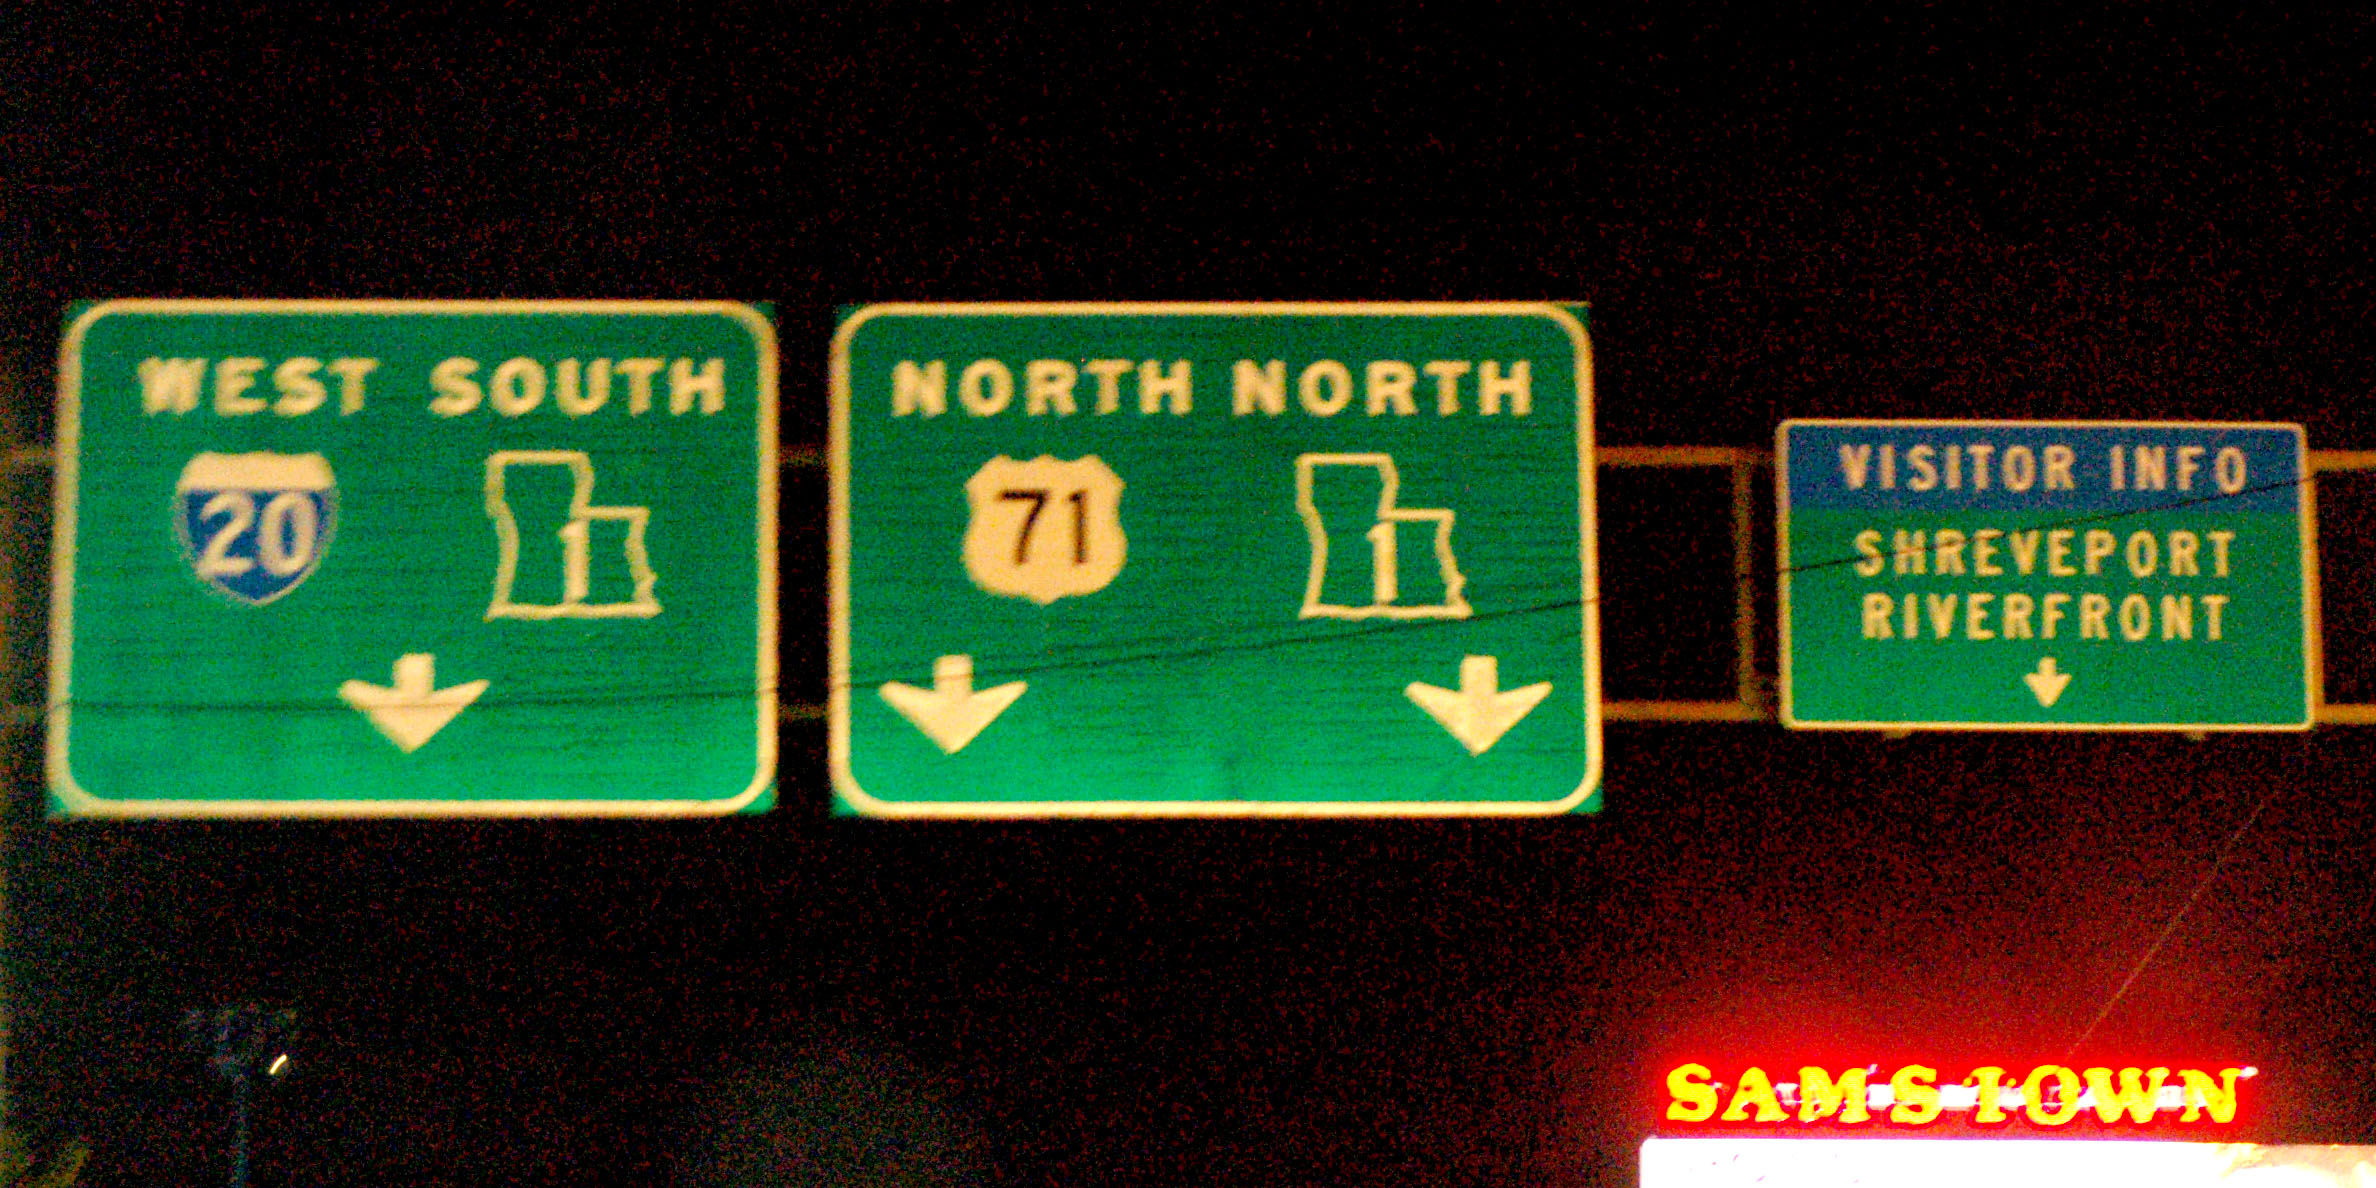 WEST SOUTH
20 1
NORTH NORTH
71 1
VISITOR INFO
SHREVEPORT
RIVERFRONT
SAMS TOWN